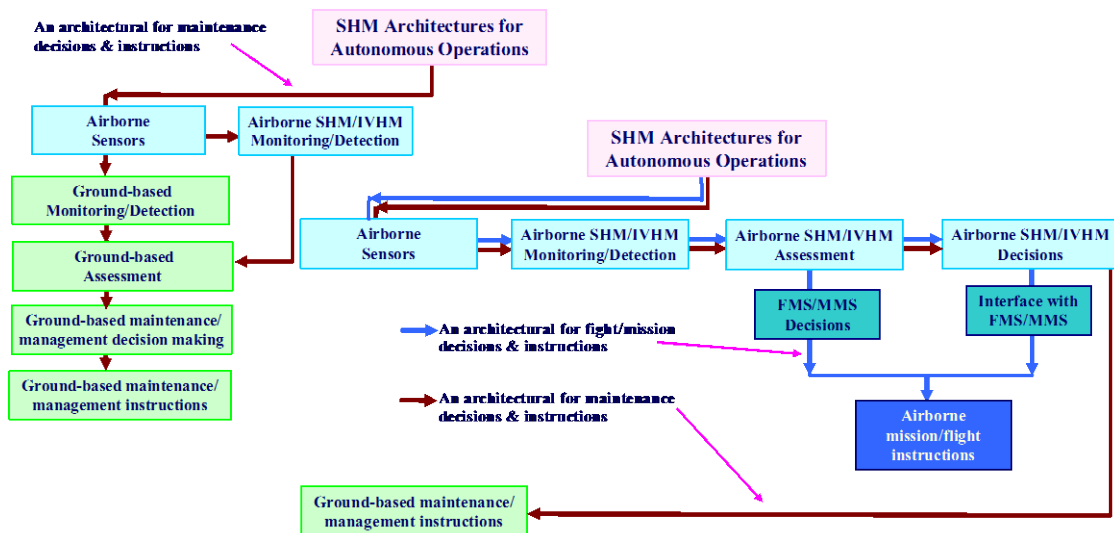 An architectural for maintenance
decisions & instructions
SHM Architectures for
Autonomous Operations
Airborne
Sensors
Airborne SHM/IVHM
Monitoring/Detection
Ground-based
Monitoring/Detection
Ground-based
Assessment
Ground-based maintenance/
management decision making
Ground-based maintenance/
management instructions
SHM Architectures for
Autonomous Operations
Airborne
Sensors
Airborne SHM/IVHM
Monitoring/Detection
Airborne SHM/IVHM
Assessment
Airborne SHM/IVHM
Decisions
FMS/MMS
Decisions
Interface with
FMS/MMS
An architectural for fight/mission
decisions & instructions
An architectural for maintenance
decisions & instructions
Airborne
mission/flight
instructions
Ground-based maintenance/
management instructions